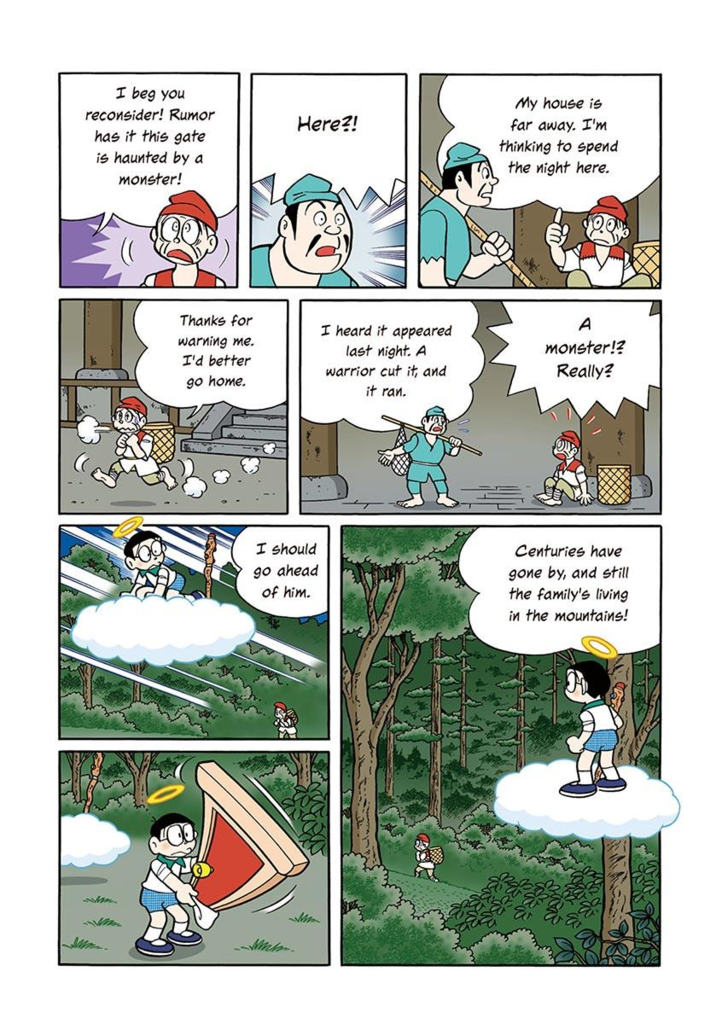 My house is
far away. I'm
thinking to spend
the night here.
Here?!
I beg you
reconsider! Rumor
has it this gate
is haunted by a
monster!
A
monster!?
Really?
I heard it appeared
last night. A
warrior cut it, and
it ran.
Thanks for
warning me.
I'd better
go home.
Centuries have
gone by, and still
the family's living
in the mountains!
I should
go ahead
of him.